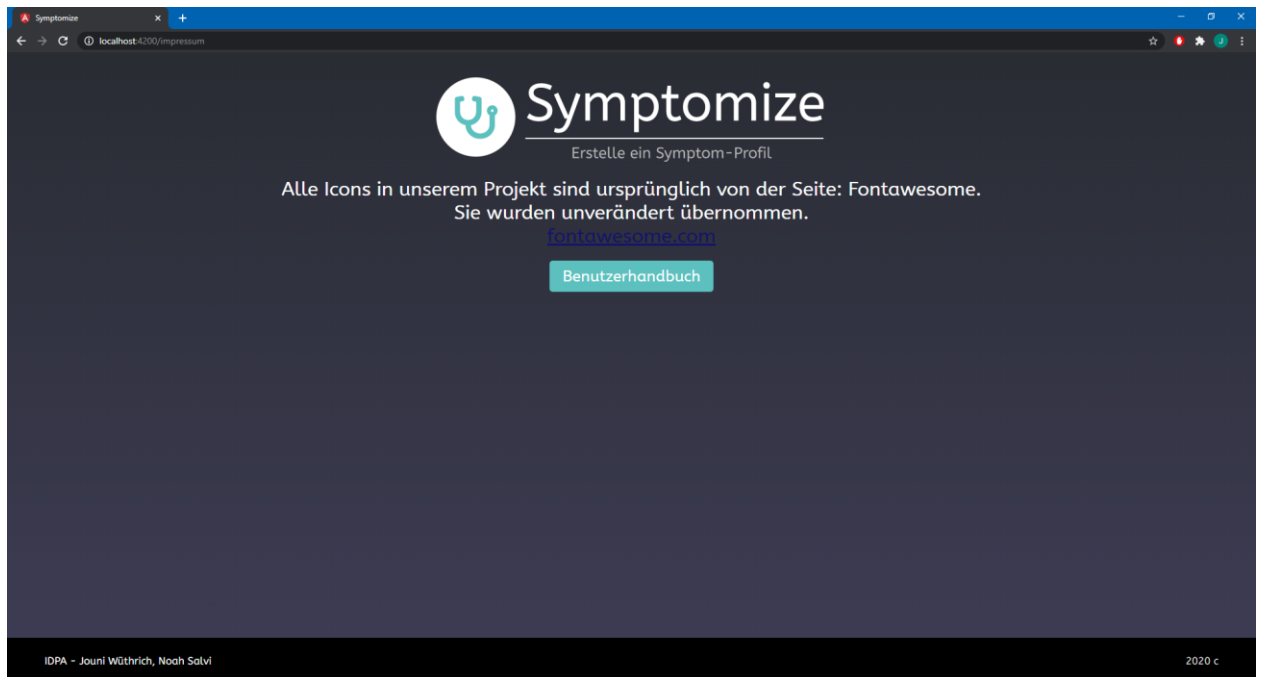 Symptomize
localhost:4200/impressum
J
Symptomize
Erstelle ein Symptom-Profil
Alle Icons in unserem Projekt sind ursprünglich von der Seite: Fontawesome.
Sie wurden unverändert übernommen.
fontawesome.com
Benutzerhandbuch
IDPA - Jouni Wüthrich, Noah Salvi
2020 c